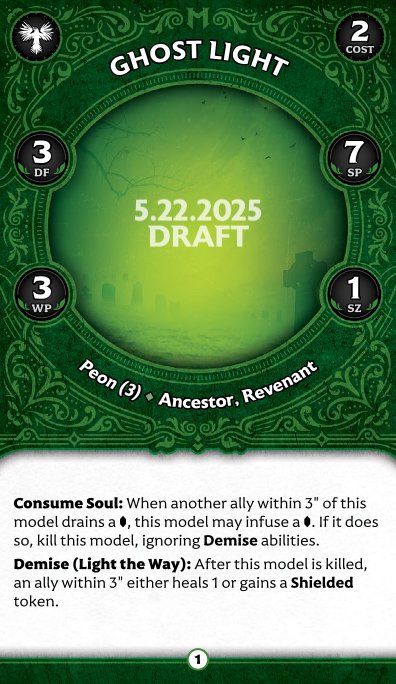 GHOST LIGHT
2
COST
3
DF
7
SP
5.22.2025
DRAFT
3
WP
1
SZ
Peon (3) ◆ Ancestor, Revenant
Consume Soul: When another ally within 3" of this
model drains a ⬮, this model may infuse a ⬮. If it does
so, kill this model, ignoring Demise abilities.
Demise (Light the Way): After this model is killed,
an ally within 3" either heals 1 or gains a Shielded
token.
1